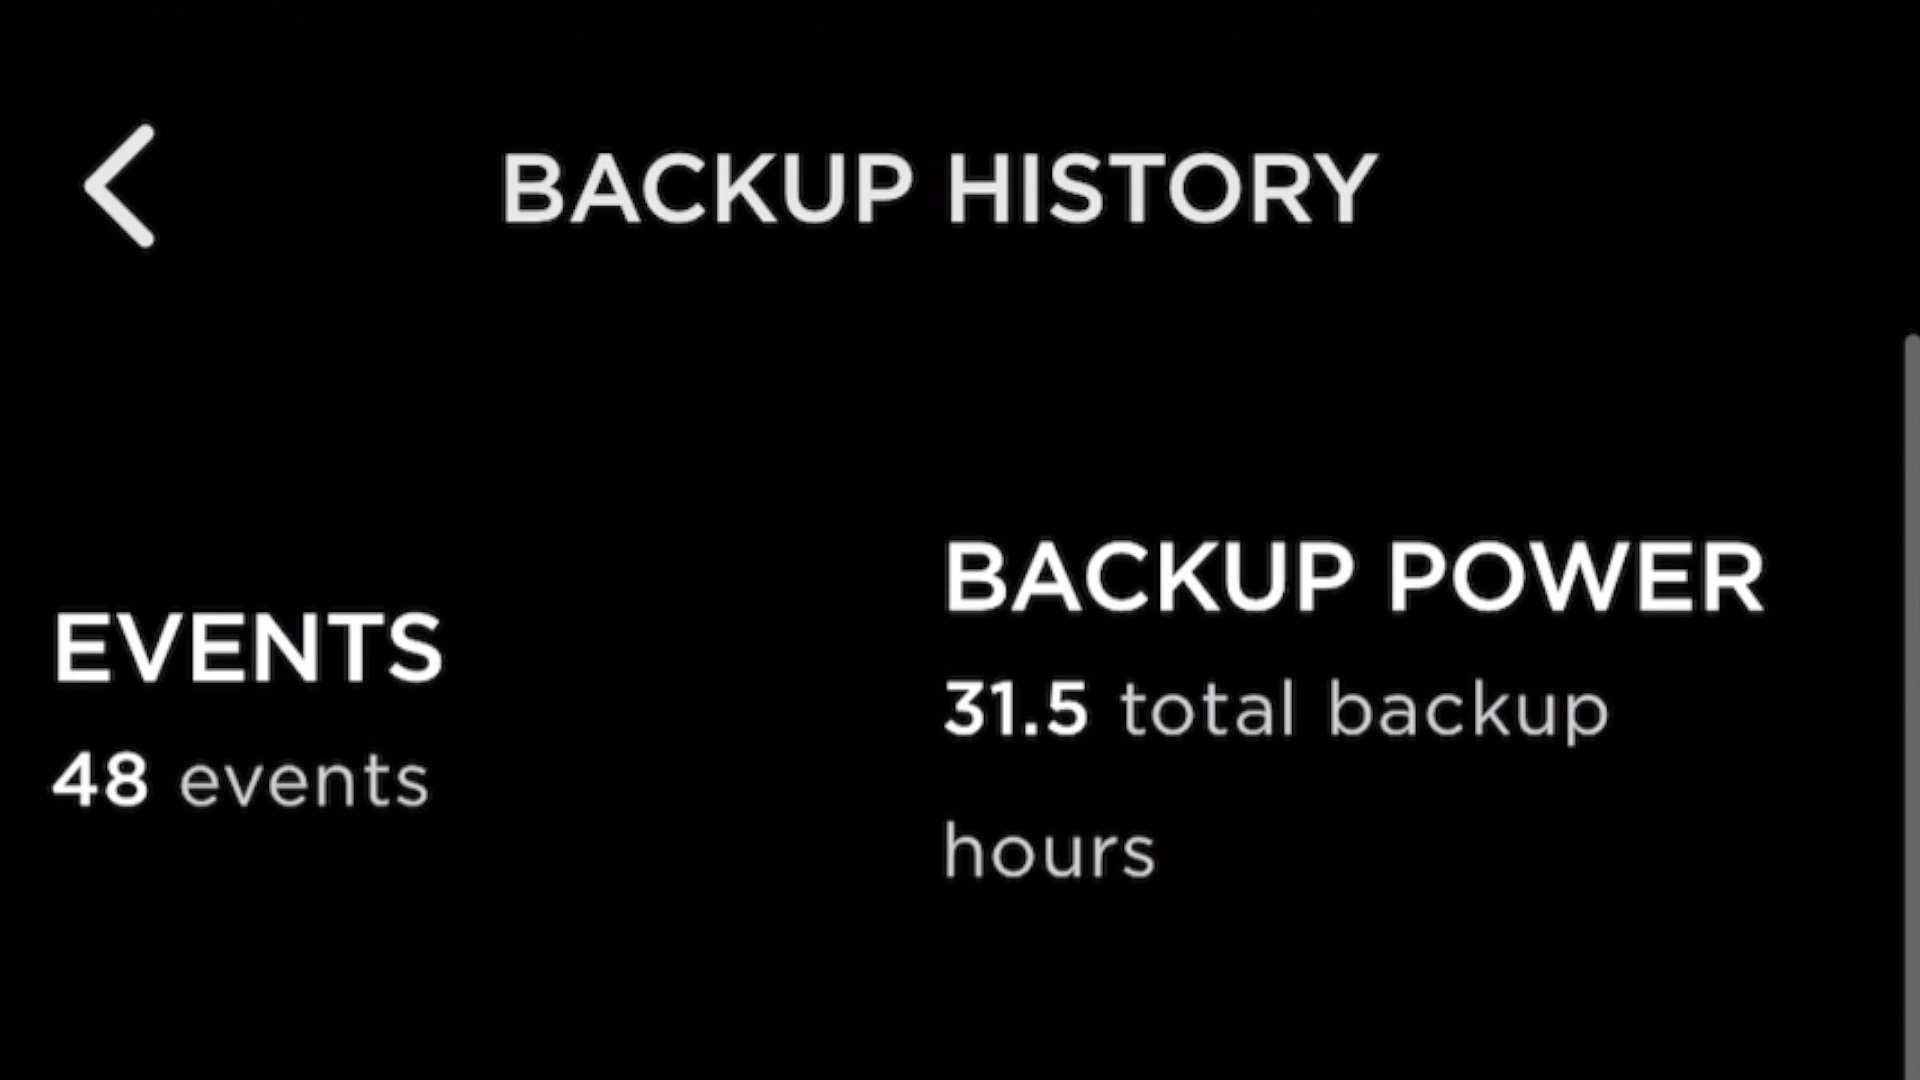 BACKUP HISTORY
EVENTS
48 events
BACKUP POWER
31.5 total backup
hours